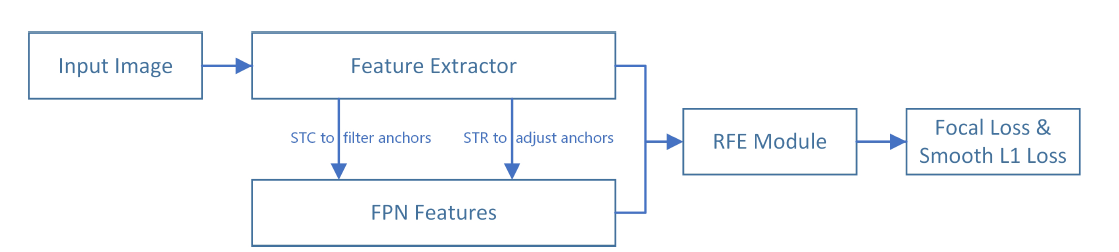 Input Image
Feature Extractor
STC to filter anchors
STR to adjust anchors
FPN Features
RFE Module
Focal Loss &
Smooth L1 Loss